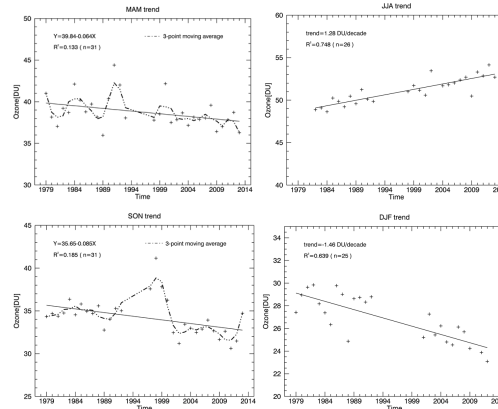 MAM trend
Y=39.84-0.064X
3-point moving average
R²=0.133 (n=31)
Ozone[DU]
50
45
40
35
30
1979 1984 1989 1994 1999 2004 2009 2014
Time
JJA trend
trend=1.28 DU/decade
R²=0.748 (n=26)
Ozone[DU]
60
55
50
45
40
1979 1984 1989 1994 1999 2004 2009
Time
SON trend
Y=35.65-0.085X
3-point moving average
R²=0.185 (n=31)
Ozone[DU]
45
40
35
30
25
1979 1984 1989 1994 1999 2004 2009 2014
Time
DJF trend
trend=-1.46 DU/decade
R²=0.639 (n=25)
Ozone[DU]
34
32
30
28
26
24
22
20
1979 1984 1989 1994 1999 2004 2009
Time